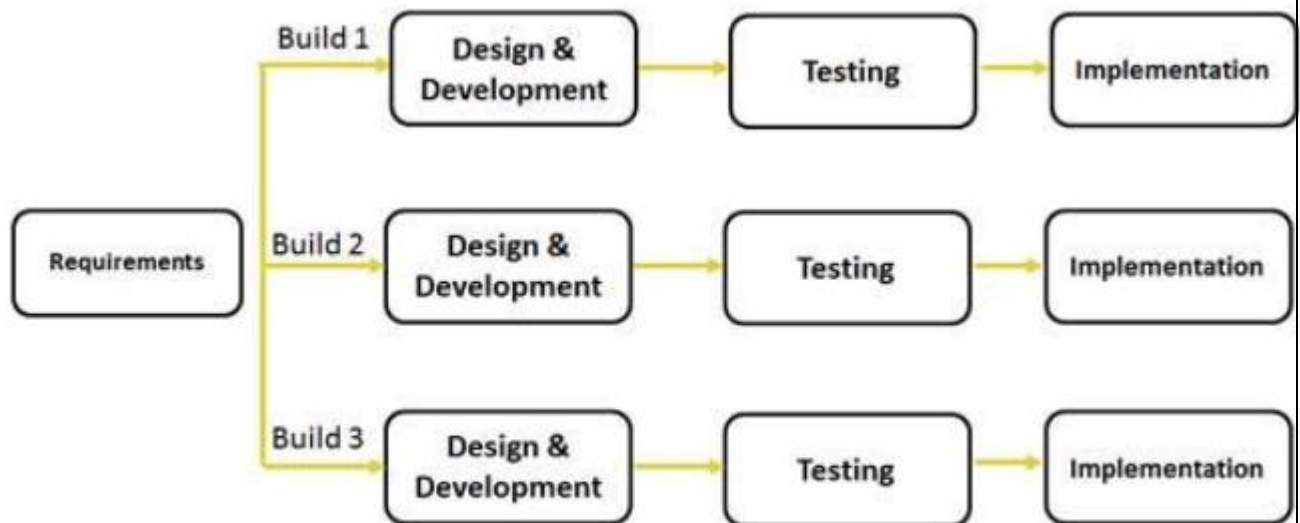 Build 1
Design &
Development
Testing
Implementation
Requirements
Build 2
Design &
Development
Testing
Implementation
Build 3
Design &
Development
Testing
Implementation